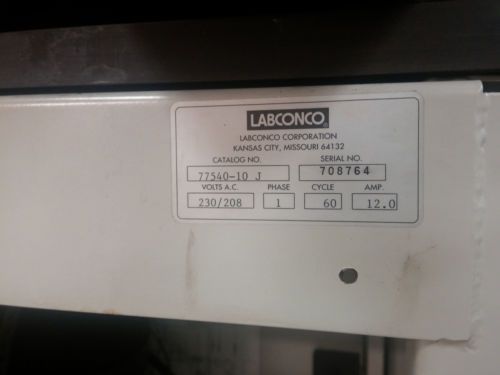 LABCONCO®
LABCONCO CORPORATION
KANSAS CITY, MISSOURI 64132
CATALOG NO. SERIAL NO.
77540-10 J 708764
VOLTS A.C. PHASE CYCLE AMP.
230/208 1 60 12.0